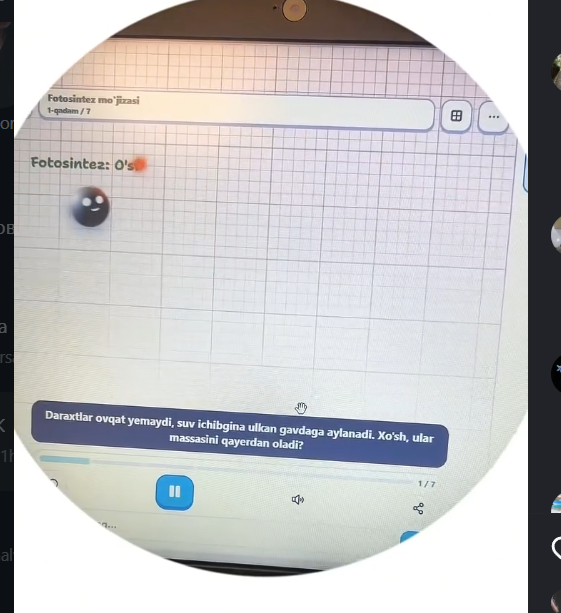 Fotosintez mo'jizasi
1-qadam / 7
Fotosintez: O's
Daraxtlar ovqat yemaydi, suv ichibgina ulkan gavdaga aylanadi. Xo'sh, ular
massasini qayerdan oladi?
1/7